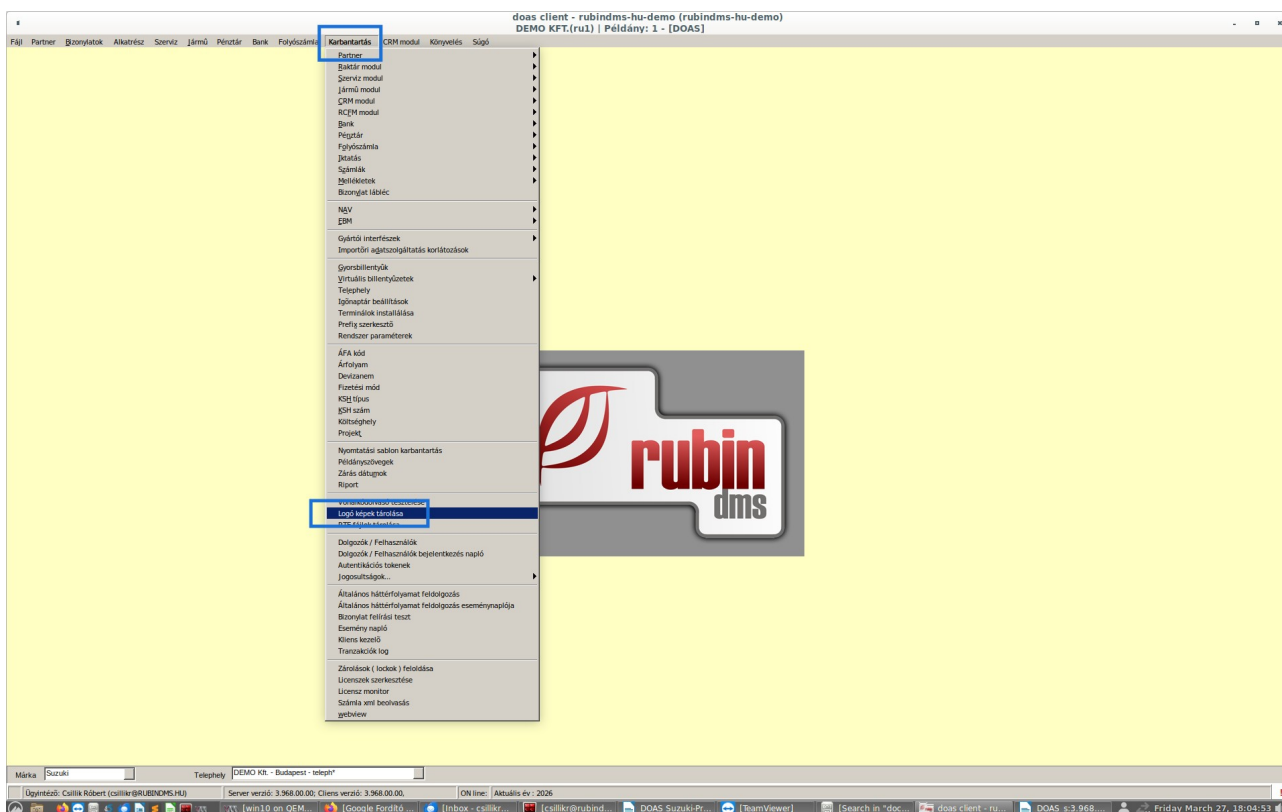 doas client - rubindms-hu-demo (rubindms-hu-demo)
DEMO KFT.(ru1) | Példány: 1 - [DOAS]
Fájl Partner Bizonylatok Alkatrész Szerviz Jármű Pénztár Bank Folyószámla Karbantartás CRM modul Könyvelés Súgó
Partner
Raktár modul
Szerviz modul
Jármű modul
CRM modul
RCFM modul
Bank
Pénztár
Folyószámla
Iktatás
Számlák
Mellékletek
Bizonylat lábléc
NAV
EBM
Gyártói interfészek
Importőri adatszolgáltatás korlátozások
Gyorsbillentyűk
Virtuális billentyűzetek
Telephely
Igőnaptár beállítások
Terminálok installálása
Prefix szerkesztő
Rendszer paraméterek
ÁFA kód
Árfolyam
Devizanem
Fizetési mód
KSH típus
KSH szám
Költséghely
Projekt
Nyomtatási sablon karbantartás
Példányszövegek
Zárás dátumok
Riport
Vonalkódolvasó tesztelése
Logó képek tárolása
RTF fájlok tárolása
Dolgozók / Felhasználók
Dolgozók / Felhasználók bejelentkezés napló
Autentikációs tokenek
Jogosultságok...
Általános háttérfolyamat feldolgozás
Általános háttérfolyamat feldolgozás eseménynaplója
Bizonylat felírási teszt
Esemény napló
Kliens kezelő
Tranzakciók log
Zárolások ( lockok ) feloldása
Licenszek szerkesztése
Licensz monitor
Számla xml beolvasás
webview
rubin
dms
Márka Suzuki Telephely DEMO Kft. - Budapest - teleph*
Ügyintéző: Csillik Róbert (csillikr@RUBINDMS.HU) Server verzió: 3.968.00.00; Cliens verzió: 3.968.00.00, ON line: Aktuális év : 2026
[win10 on QEM... [Google Fordító ... [Inbox - csillikr... [csillikr@rubind... DOAS Suzuki-Pr... [TeamViewer] [Search in "doc... doas client - ru... DOAS s:3.968.... Friday March 27, 18:04:53